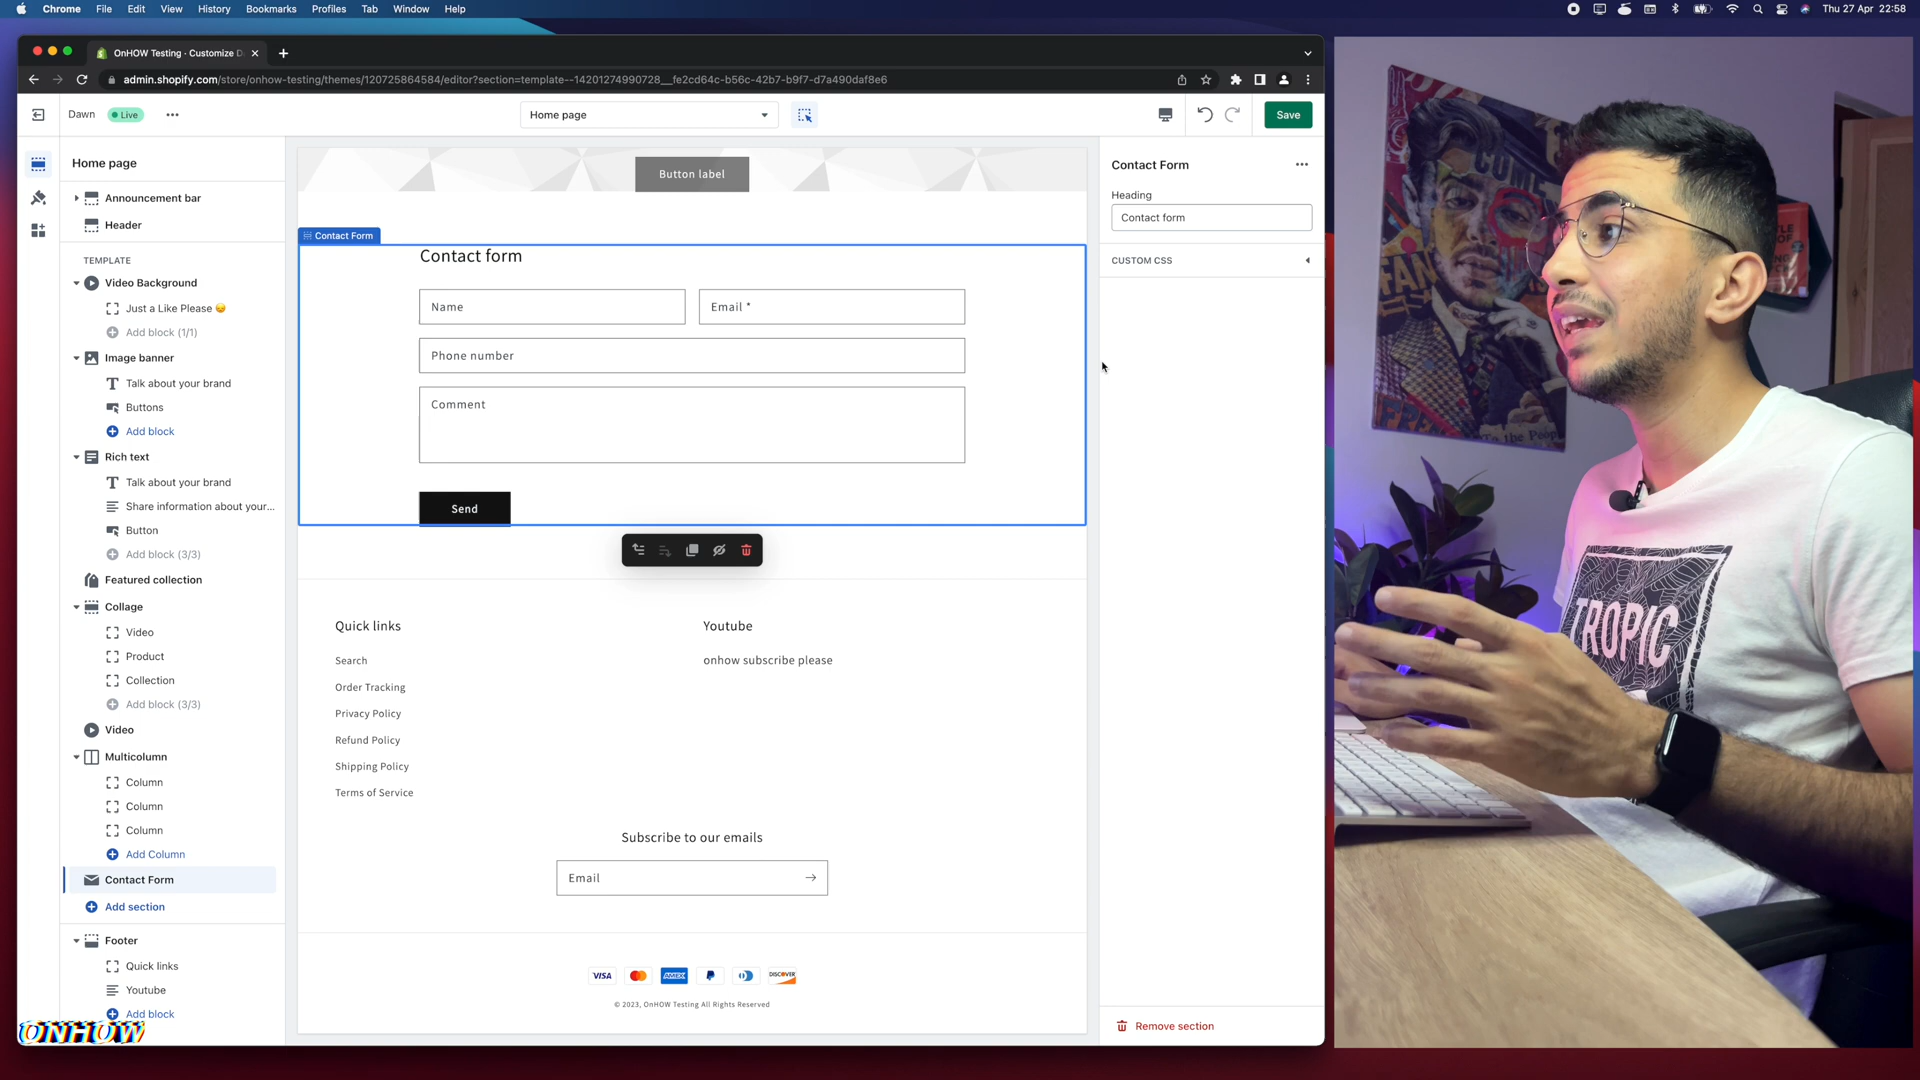 Chrome File Edit View History Bookmarks Profiles Tab Window Help
Thu 27 Apr 22:58
OnHOW Testing · Customize D
admin.shopify.com/store/onhow-testing/themes/120725864584/editor?section=template--14201274990728__fe2cd64c-b56c-42b7-b9f7-d7a490daf8e6
Dawn
Live
Home page
Save
Home page
Announcement bar
Header
TEMPLATE
Video Background
Just a Like Please
Add block (1/1)
Image banner
Talk about your brand
Buttons
Add block
Rich text
Talk about your brand
Share information about your...
Button
Add block (3/3)
Featured collection
Collage
Video
Product
Collection
Add block (3/3)
Video
Multicolumn
Column
Column
Column
Add Column
Contact Form
Add section
Footer
Quick links
Youtube
Add block
ONHOW
Button label
Contact Form
Contact form
Name
Email *
Phone number
Comment
Send
Quick links
Search
Order Tracking
Privacy Policy
Refund Policy
Shipping Policy
Terms of Service
Youtube
onhow subscribe please
Subscribe to our emails
Email
VISA
AMEX
DISCOVER
© 2023, OnHOW Testing All Rights Reserved
Contact Form
Heading
Contact form
CUSTOM CSS
Remove section
TROPIC
to the People